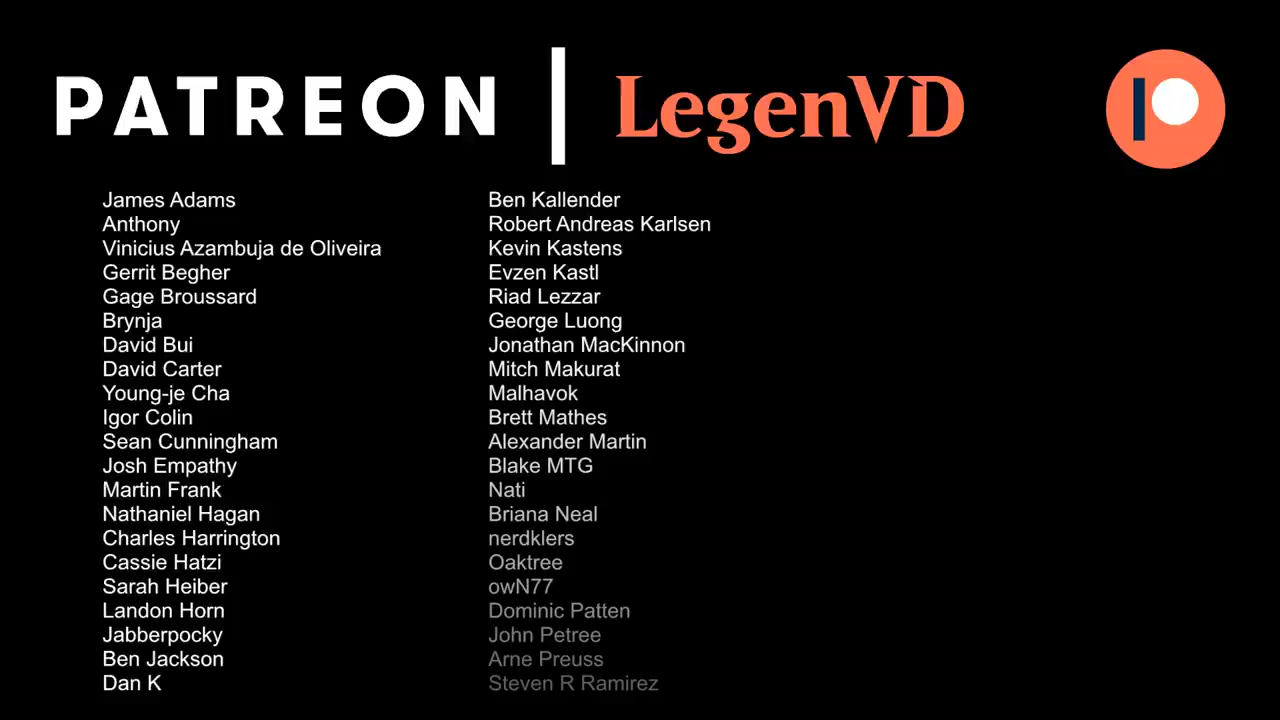 PATREON | LegenVD
James Adams
Anthony
Vinicius Azambuja de Oliveira
Gerrit Begher
Gage Broussard
Brynja
David Bui
David Carter
Young-je Cha
Igor Colin
Sean Cunningham
Josh Empathy
Martin Frank
Nathaniel Hagan
Charles Harrington
Cassie Hatzi
Sarah Heiber
Landon Horn
Jabberpocky
Ben Jackson
Dan K
Ben Kallender
Robert Andreas Karlsen
Kevin Kastens
Evzen Kastl
Riad Lezzar
George Luong
Jonathan MacKinnon
Mitch Makurat
Malhavok
Brett Mathes
Alexander Martin
Blake MTG
Nati
Briana Neal
nerdklers
Oaktree
owN77
Dominic Patten
John Petree
Arne Preuss
Steven R Ramirez